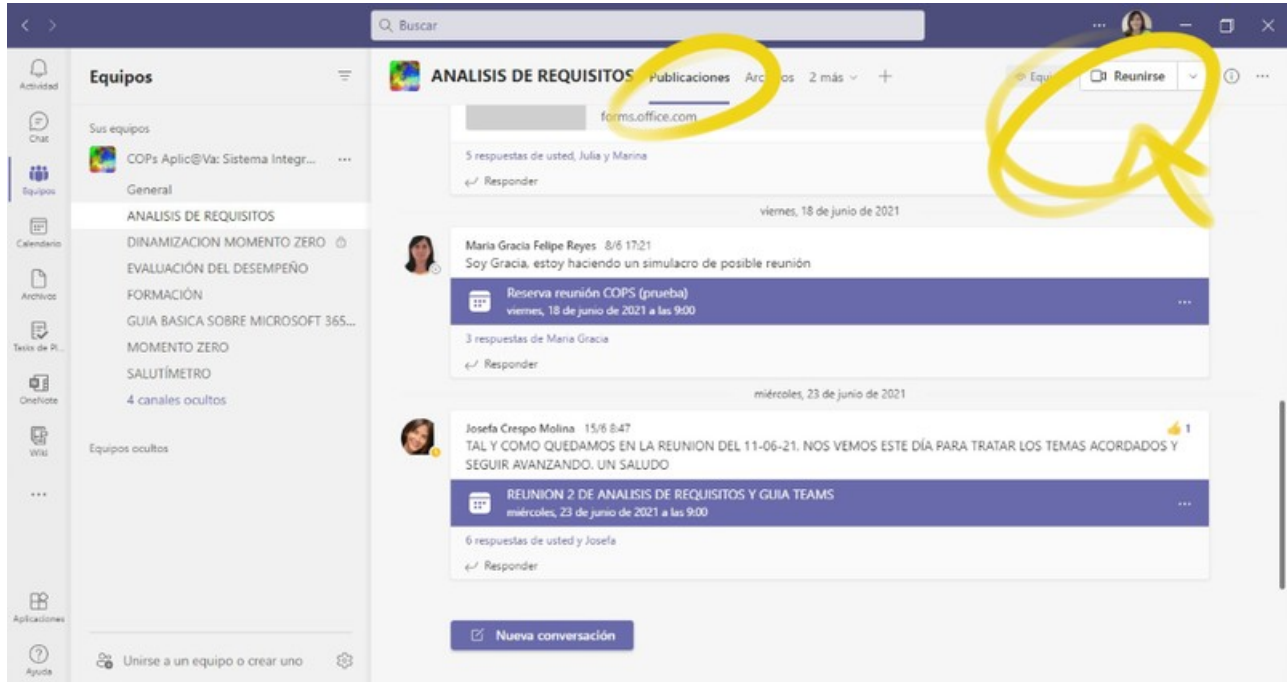 Buscar
Actividad
Chat
Equipos
Calendario
Archivos
Tasks de Pl...
OneNote
Wiki
Aplicaciones
Ayuda
Equipos
Sus equipos
COPs Aplic@Va: Sistema Integr...
General
ANALISIS DE REQUISITOS
DINAMIZACION MOMENTO ZERO
EVALUACIÓN DEL DESEMPEÑO
FORMACIÓN
GUIA BASICA SOBRE MICROSOFT 365...
MOMENTO ZERO
SALUTÍMETRO
4 canales ocultos
Equipos ocultos
Unirse a un equipo o crear uno
ANALISIS DE REQUISITOS Publicaciones 2 más
Reunirse
forms.office.com
5 respuestas de usted, Julia y Marina
Responder
viernes, 18 de junio de 2021
Maria Gracia Felipe Reyes 8/6 17:21
Soy Gracia, estoy haciendo un simulacro de posible reunión
Reserva reunión COPS (prueba)
viernes, 18 de junio de 2021 a las 9:00
3 respuestas de Maria Gracia
Responder
miércoles, 23 de junio de 2021
Josefa Crespo Molina 15/6 8:47
1
TAL Y COMO QUEDAMOS EN LA REUNION DEL 11-06-21. NOS VEMOS ESTE DÍA PARA TRATAR LOS TEMAS ACORDADOS Y
SEGUIR AVANZANDO. UN SALUDO
REUNION 2 DE ANALISIS DE REQUISITOS Y GUIA TEAMS
miércoles, 23 de junio de 2021 a las 9:00
6 respuestas de usted y Josefa
Responder
Nueva conversación